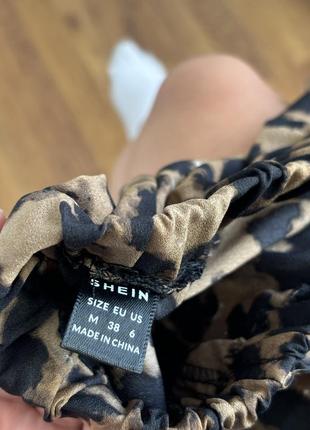 SHEIN
SIZE EU US
M 38 6
MADE IN CHINA